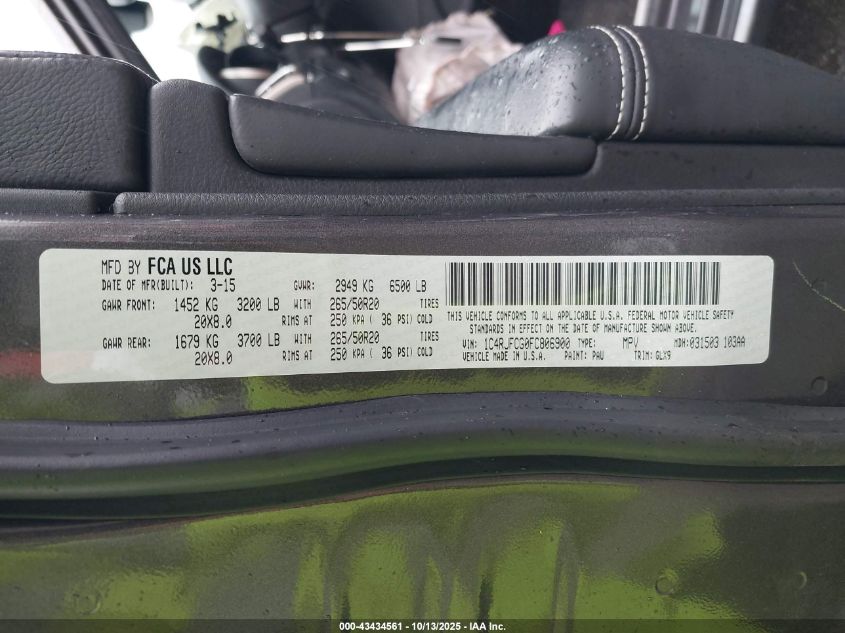 MFD BY FCA US LLC
DATE OF MFR(BUILT): 3-15 GVWR: 2949 KG 6500 LB
GAWR FRONT: 1452 KG 3200 LB WITH 265/50R20 TIRES
20X8.0 RIMS AT 250 KPA ( 36 PSI) COLD
GAWR REAR: 1679 KG 3700 LB WITH 265/50R20 TIRES
20X8.0 RIMS AT 250 KPA ( 36 PSI) COLD
THIS VEHICLE CONFORMS TO ALL APPLICABLE U.S.A. FEDERAL MOTOR VEHICLE SAFETY
STANDARDS IN EFFECT ON THE DATE OF MANUFACTURE SHOWN ABOVE.
VIN: 1C4RJFCG0FC806900 TYPE: MPV MDH: 031503 103AA
VEHICLE MADE IN U.S.A. PAINT: PAU TRIM: GLX9
000-43434561 | 10/13/2025 - IAA Inc.